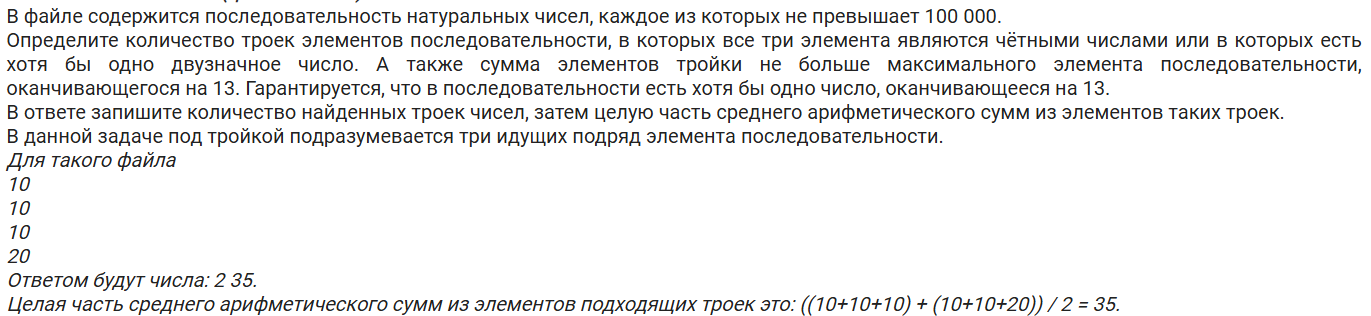 В файле содержится последовательность натуральных чисел, каждое из которых не превышает 100 000.
Определите количество троек элементов последовательности, в которых все три элемента являются чётными числами или в которых есть
хотя бы одно двузначное число. А также сумма элементов тройки не больше максимального элемента последовательности,
оканчивающегося на 13. Гарантируется, что в последовательности есть хотя бы одно число, оканчивающееся на 13.
В ответе запишите количество найденных троек чисел, затем целую часть среднего арифметического сумм из элементов таких троек.
В данной задаче под тройкой подразумевается три идущих подряд элемента последовательности.
Для такого файла
10
10
10
20
Ответом будут числа: 2 35.
Целая часть среднего арифметического сумм из элементов подходящих троек это: ((10+10+10) + (10+10+20)) / 2 = 35.